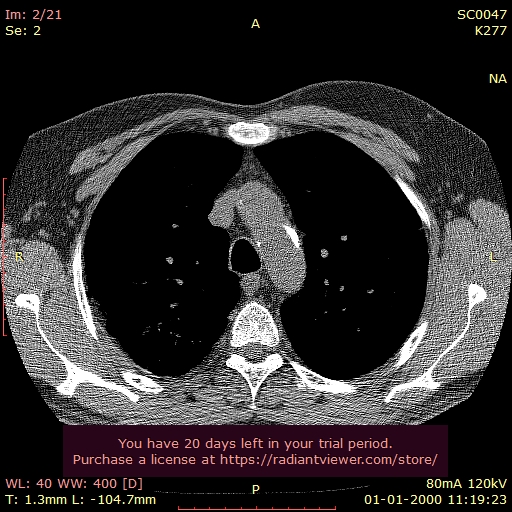 Im: 2/21
Se: 2
A
SC0047
K277
NA
R
L
You have 20 days left in your trial period.
Purchase a license at https://radiantviewer.com/store/
WL: 40 WW: 400 [D]
T: 1.3mm L: -104.7mm
P
80mA 120kV
01-01-2000 11:19:23